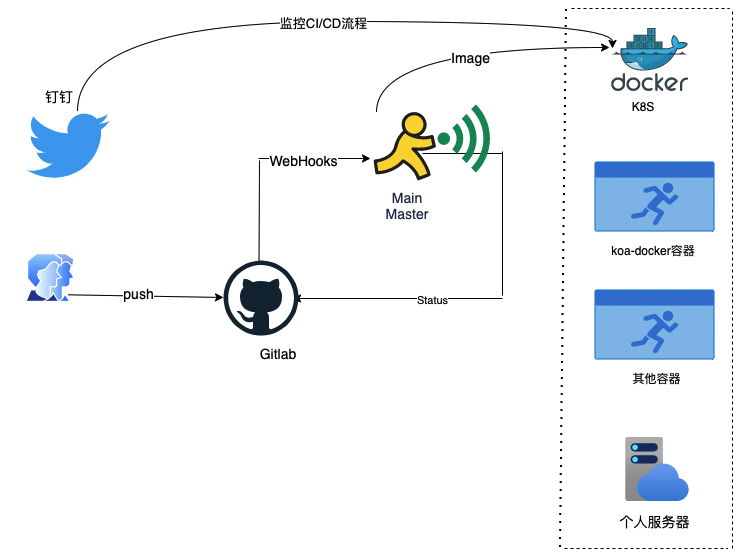 监控CI/CD流程
Image
钉钉
docker
K8S
WebHooks
Main
Master
koa-docker容器
push
Status
Gitlab
其他容器
个人服务器